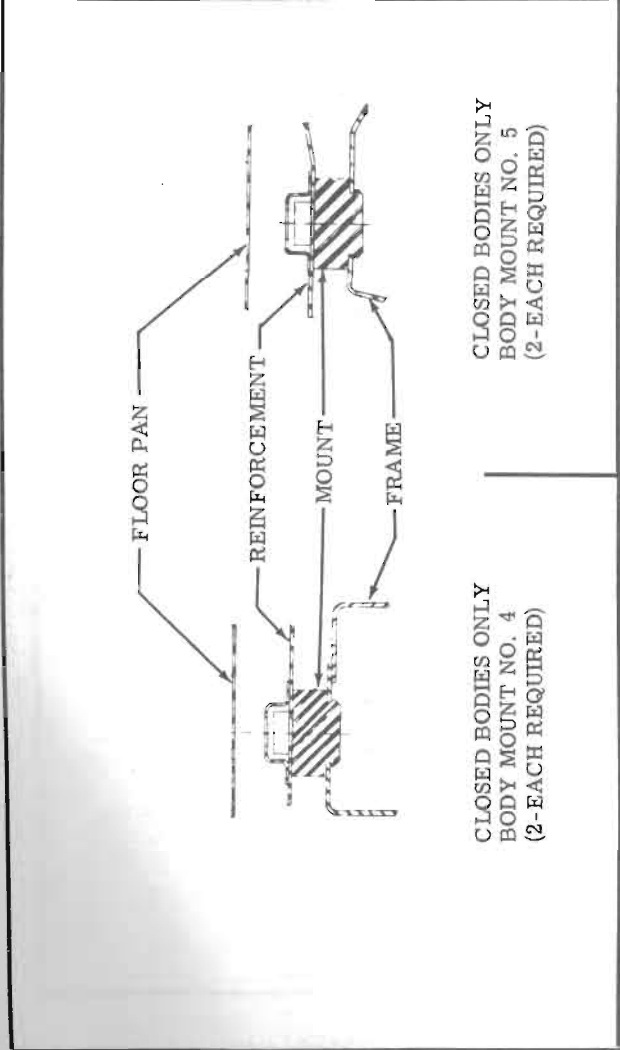 FLOOR PAN
REINFORCEMENT
MOUNT
FRAME
CLOSED BODIES ONLY
BODY MOUNT NO. 4
(2-EACH REQUIRED)
CLOSED BODIES ONLY
BODY MOUNT NO. 5
(2-EACH REQUIRED)